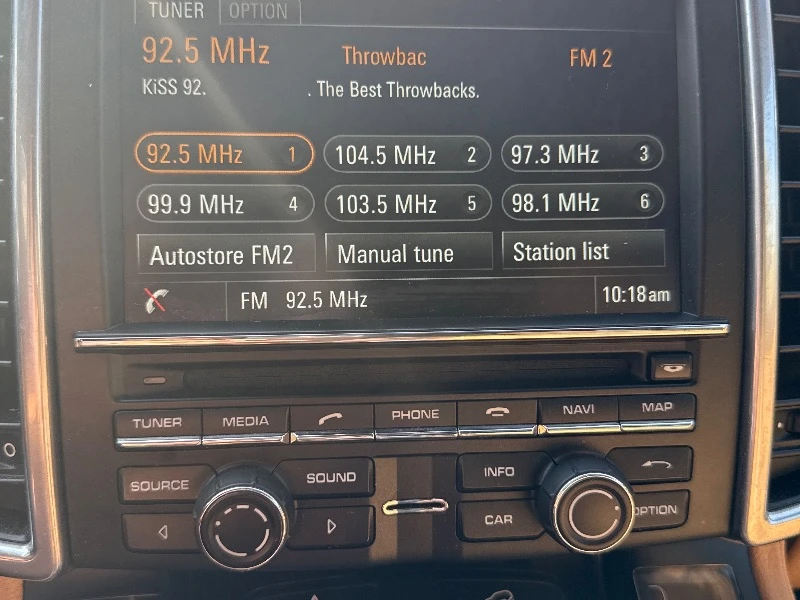 TUNER OPTION
92.5 MHz Throwbac FM 2
KiSS 92. . The Best Throwbacks.
92.5 MHz 1 104.5 MHz 2 97.3 MHz 3
99.9 MHz 4 103.5 MHz 5 98.1 MHz 6
Autostore FM2 Manual tune Station list
FM 92.5 MHz 10:18am
TUNER MEDIA PHONE NAVI MAP
SOURCE SOUND INFO
CAR OPTION